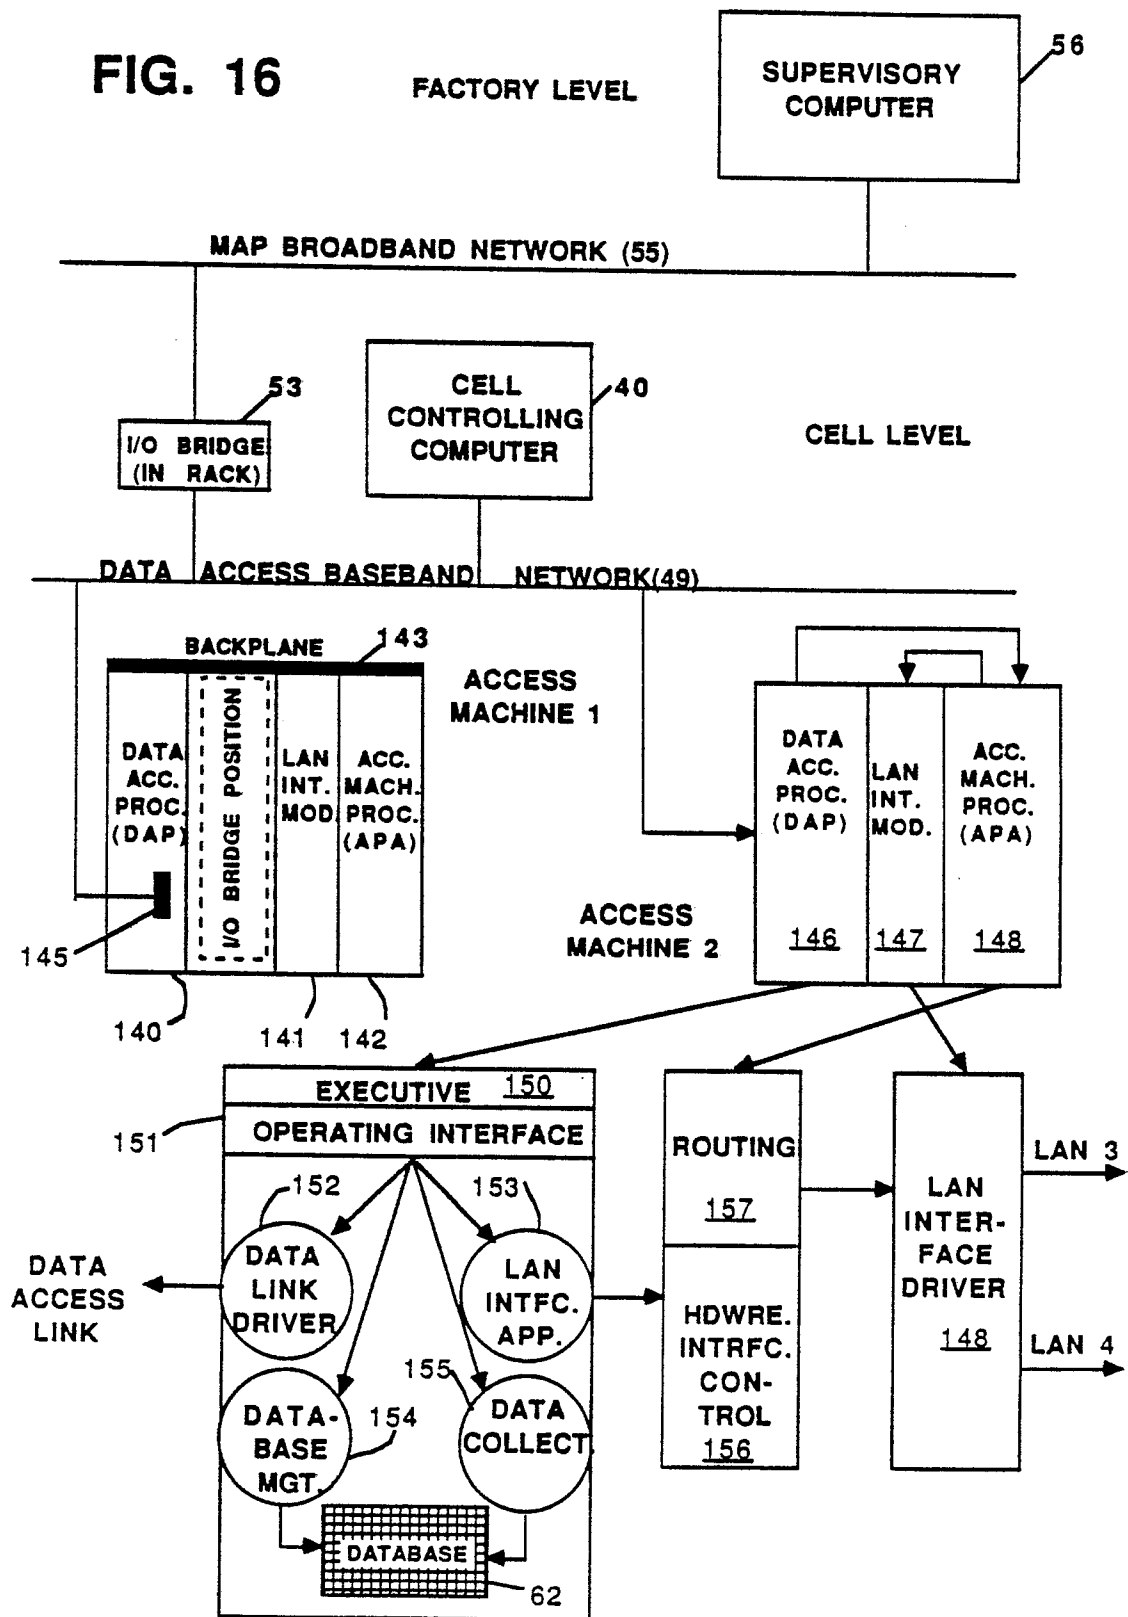 FIG. 16
FACTORY LEVEL
SUPERVISORY
COMPUTER
56
MAP BROADBAND NETWORK (55)
53
I/O BRIDGE
(IN RACK)
CELL
CONTROLLING
COMPUTER
40
CELL LEVEL
DATA ACCESS BASEBAND NETWORK(49)
BACKPLANE
143
ACCESS
MACHINE 1
DATA
ACC.
PROC.
(DAP)
I/O BRIDGE POSITION
LAN
INT.
MOD.
ACC.
MACH.
PROC.
(APA)
145
140
141
142
ACCESS
MACHINE 2
DATA
ACC.
PROC.
(DAP)
146
LAN
INT.
MOD.
147
ACC.
MACH.
PROC.
(APA)
148
EXECUTIVE 150
151
OPERATING INTERFACE
152
153
DATA
LINK
DRIVER
LAN
INTFC.
APP.
DATA
ACCESS
LINK
155
154
DATA-
BASE
MGT.
DATA
COLLECT.
DATABASE
62
ROUTING
157
HDWRE.
INTRFC.
CON-
TROL
156
LAN
INTER-
FACE
DRIVER
148
LAN 3
LAN 4